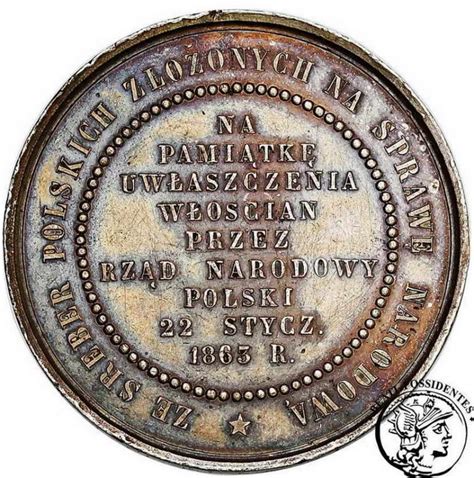 ZE SREBER POLSKICH ZŁOŻONYCH NA SPRAWĘ NARODOWĄ
NA
PAMIĄTKĘ
UWŁASZCZENIA
WŁOŚCIAN
PRZEZ
RZĄD NARODOWY
POLSKI
22 STYCZ.
1863 R.